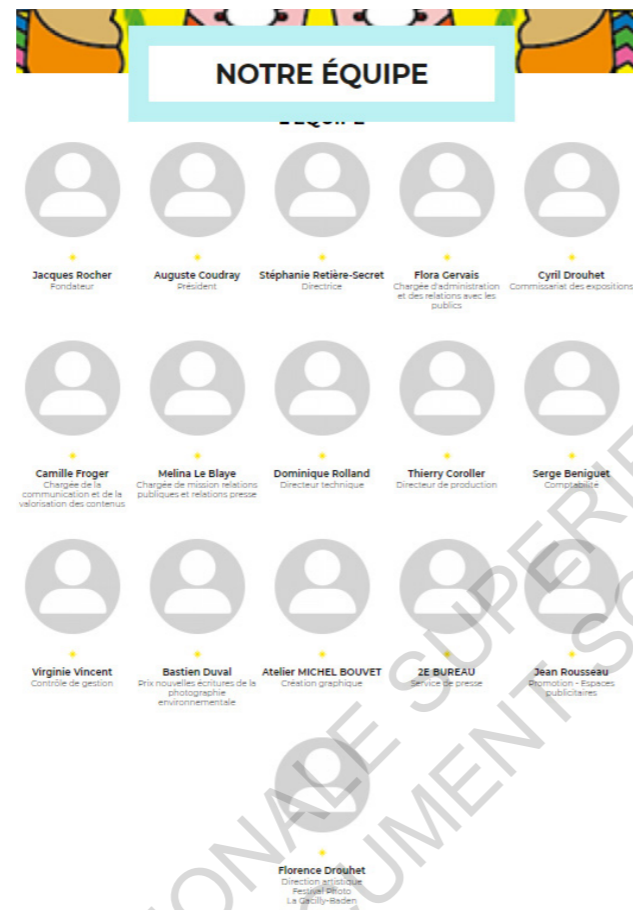 NOTRE ÉQUIPE
Jacques Rocher
Fondateur
Auguste Coudray
Président
Stéphanie Retière-Secret
Directrice
Flora Gervais
Chargée d'administration
et des relations avec les
publics
Cyril Drouhet
Commissariat des expositions
Camille Froger
Chargée de la
communication et de la
valorisation des contenus
Melina Le Blaye
Chargée de mission relations
publiques et relations presse
Dominique Rolland
Directeur technique
Thierry Coroller
Directeur de production
Serge Beniguet
Comptabilité
Virginie Vincent
Contrôle de gestion
Bastien Duval
Prix nouvelles écritures de la
photographie
environnementale
Atelier MICHEL BOUVET
Création graphique
2E BUREAU
Service de presse
Jean Rousseau
Promotion - Espaces
publicitaires
Florence Drouhet
Direction artistique
Festival Photo
La Gacilly-Baden